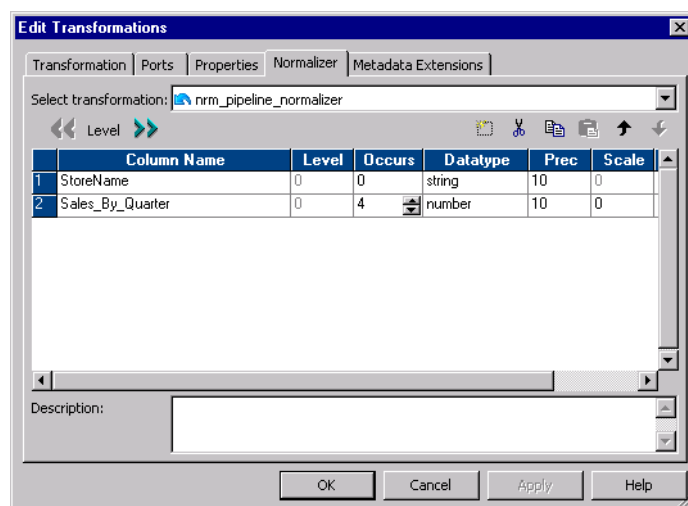 Edit Transformations
Transformation Ports Properties Normalizer Metadata Extensions
Select transformation: nrm_pipeline_normalizer
Level
Column Name Level Occurs Datatype Prec Scale
1 StoreName 0 0 string 10 0
2 Sales_By_Quarter 0 4 number 10 0
Description:
OK Cancel Apply Help